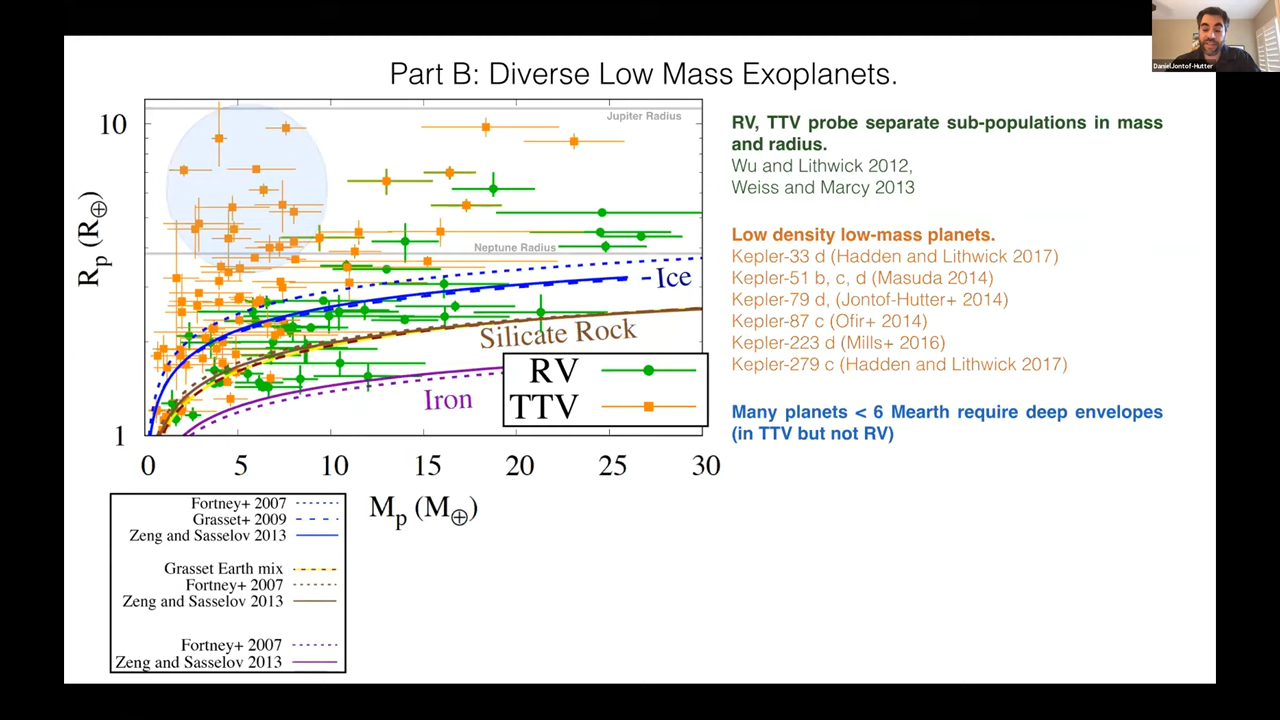 DanielJontof-Hutter
Part B: Diverse Low Mass Exoplanets.
10
1
Rp (R⊕)
Jupiter Radius
Neptune Radius
Ice
Silicate Rock
Iron
RV
TTV
0 5 10 15 20 25 30
Mp (M⊕)
Fortney+ 2007
Grasset+ 2009
Zeng and Sasselov 2013
Grasset Earth mix
Fortney+ 2007
Zeng and Sasselov 2013
Fortney+ 2007
Zeng and Sasselov 2013
RV, TTV probe separate sub-populations in mass
and radius.
Wu and Lithwick 2012,
Weiss and Marcy 2013
Low density low-mass planets.
Kepler-33 d (Hadden and Lithwick 2017)
Kepler-51 b, c, d (Masuda 2014)
Kepler-79 d, (Jontof-Hutter+ 2014)
Kepler-87 c (Ofir+ 2014)
Kepler-223 d (Mills+ 2016)
Kepler-279 c (Hadden and Lithwick 2017)
Many planets < 6 Mearth require deep envelopes
(in TTV but not RV)